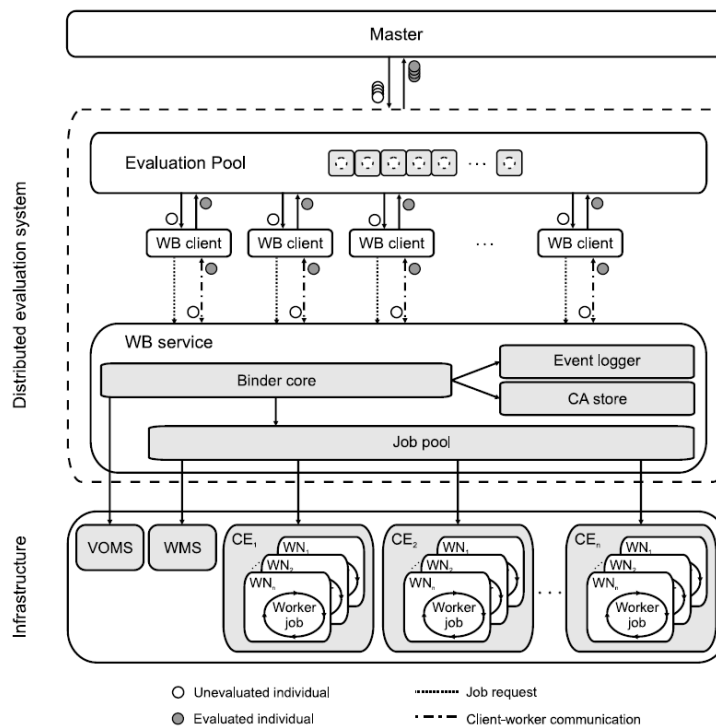 Master
Distributed evaluation system
Evaluation Pool
...
WB client
WB client
WB client
...
WB client
WB service
Binder core
Event logger
CA store
Job pool
Infrastructure
VOMS
WMS
CE₁
WN₁
WN₂
WNₙ
Worker
job
CE₂
WN₁
WN₂
WNₙ
Worker
job
...
CEₙ
WN₁
WN₂
WNₙ
Worker
job
Unevaluated individual
Job request
Evaluated individual
Client-worker communication